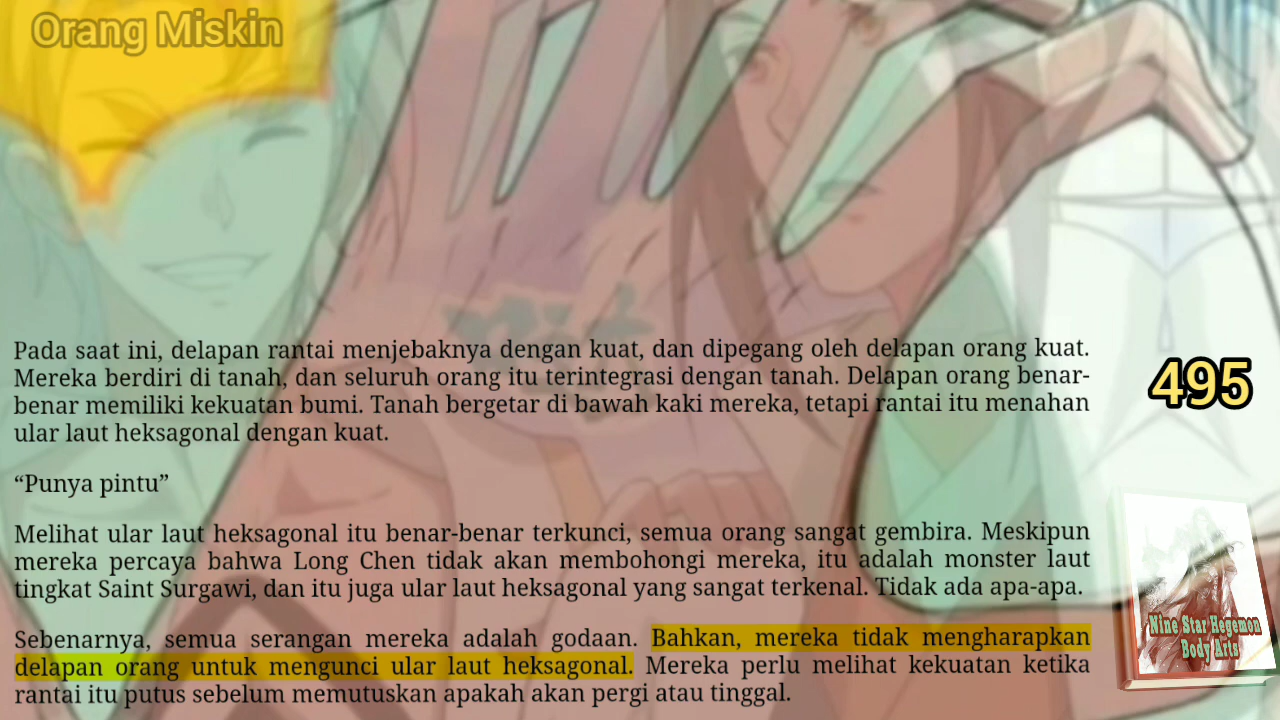 Orang Miskin
Pada saat ini, delapan rantai menjebaknya dengan kuat, dan dipegang oleh delapan orang kuat.
Mereka berdiri di tanah, dan seluruh orang itu terintegrasi dengan tanah. Delapan orang benar-
benar memiliki kekuatan bumi. Tanah bergetar di bawah kaki mereka, tetapi rantai itu menahan
ular laut heksagonal dengan kuat.
495
“Punya pintu”
Melihat ular laut heksagonal itu benar-benar terkunci, semua orang sangat gembira. Meskipun
mereka percaya bahwa Long Chen tidak akan membohongi mereka, itu adalah monster laut
tingkat Saint Surgawi, dan itu juga ular laut heksagonal yang sangat terkenal. Tidak ada apa-apa.
Sebenarnya, semua serangan mereka adalah godaan. Bahkan, mereka tidak mengharapkan
delapan orang untuk mengunci ular laut heksagonal. Mereka perlu melihat kekuatan ketika
rantai itu putus sebelum memutuskan apakah akan pergi atau tinggal.
Nine Star Hegemon
Body Arts